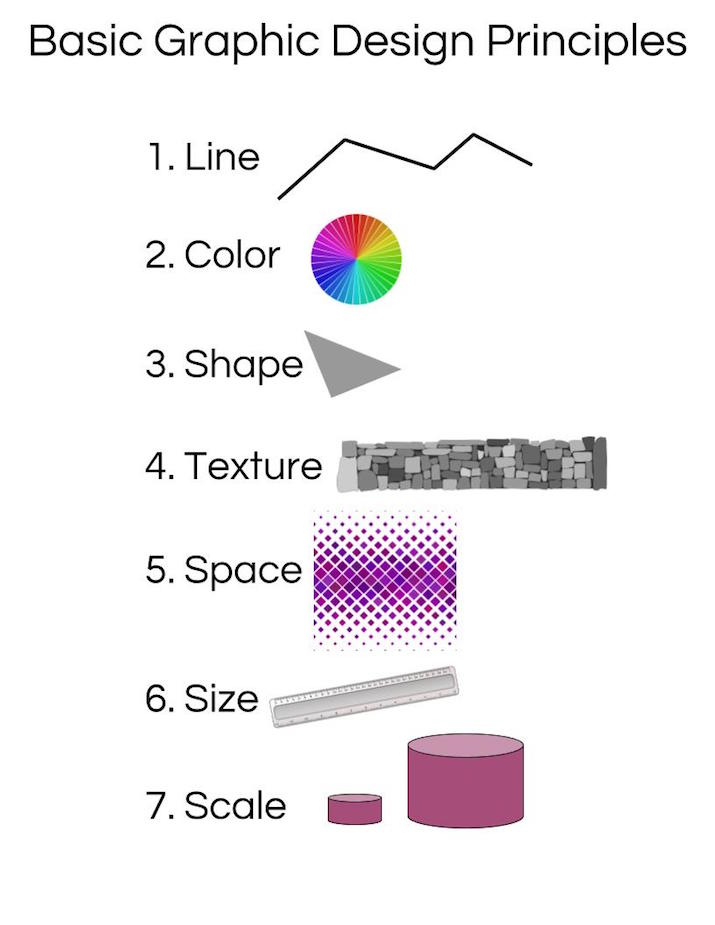 Basic Graphic Design Principles
1. Line
2. Color
3. Shape
4. Texture
5. Space
6. Size
7. Scale